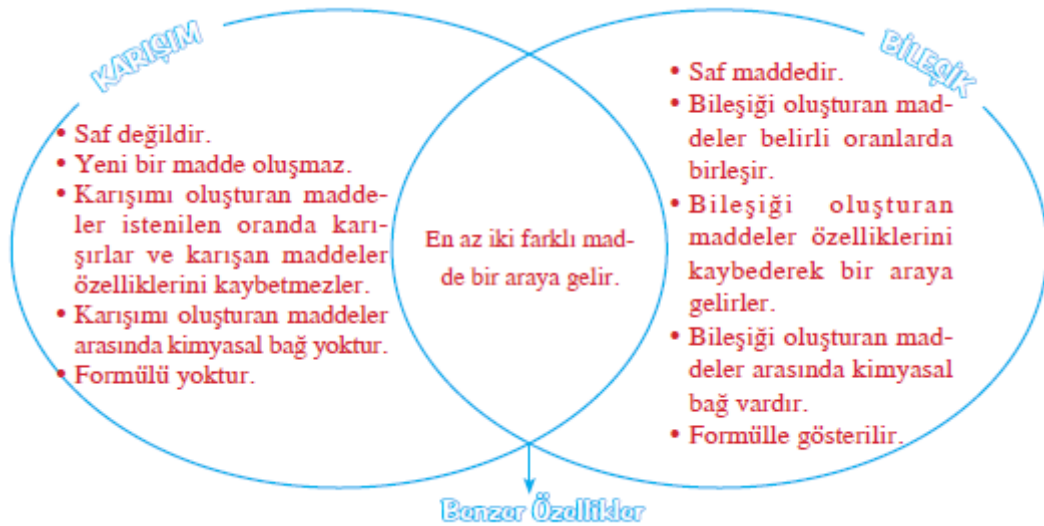 KARIŞIM
• Saf değildir.
• Yeni bir madde oluşmaz.
• Karışımı oluşturan madde-
ler istenilen oranda karı-
şırlar ve karışan maddeler
özelliklerini kaybetmezler.
• Karışımı oluşturan maddeler
arasında kimyasal bağ yoktur.
• Formülü yoktur.
En az iki farklı mad-
de bir araya gelir.
BİLEŞİK
• Saf maddedir.
• Bileşiği oluşturan mad-
deler belirli oranlarda
birleşir.
• Bileşiği oluşturan
maddeler özelliklerini
kaybederek bir araya
gelirler.
• Bileşiği oluşturan mad-
deler arasında kimyasal
bağ vardır.
• Formülle gösterilir.
Benzer Özellikler